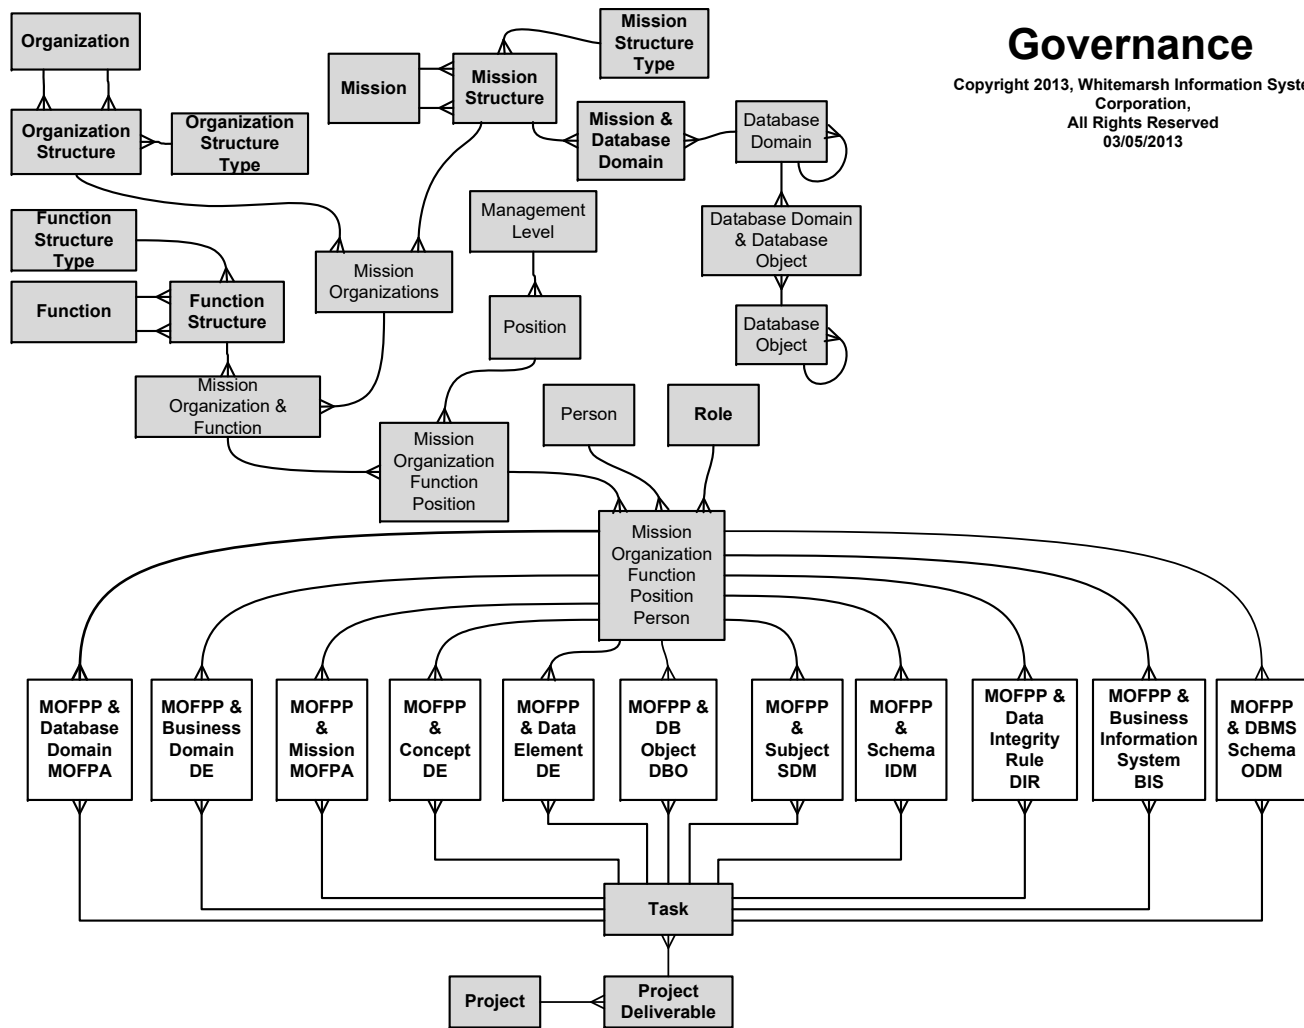 Governance
Copyright 2013, Whitemarsh Information Syste
Corporation,
All Rights Reserved
03/05/2013
Organization
Organization
Structure
Organization
Structure
Type
Mission
Mission
Structure
Mission
Structure
Type
Mission &
Database
Domain
Database
Domain
Database Domain
& Database
Object
Database
Object
Function
Structure
Type
Function
Function
Structure
Mission
Organizations
Management
Level
Position
Mission
Organization &
Function
Mission
Organization
Function
Position
Person
Role
Mission
Organization
Function
Position
Person
MOFPP &
Database
Domain
MOFPA
MOFPP &
Business
Domain
DE
MOFPP
&
Mission
MOFPA
MOFPP
&
Concept
DE
MOFPP
& Data
Element
DE
MOFPP &
DB
Object
DBO
MOFPP
&
Subject
SDM
MOFPP
&
Schema
IDM
MOFPP &
Data
Integrity
Rule
DIR
MOFPP &
Business
Information
System
BIS
MOFPP
& DBMS
Schema
ODM
Task
Project
Project
Deliverable